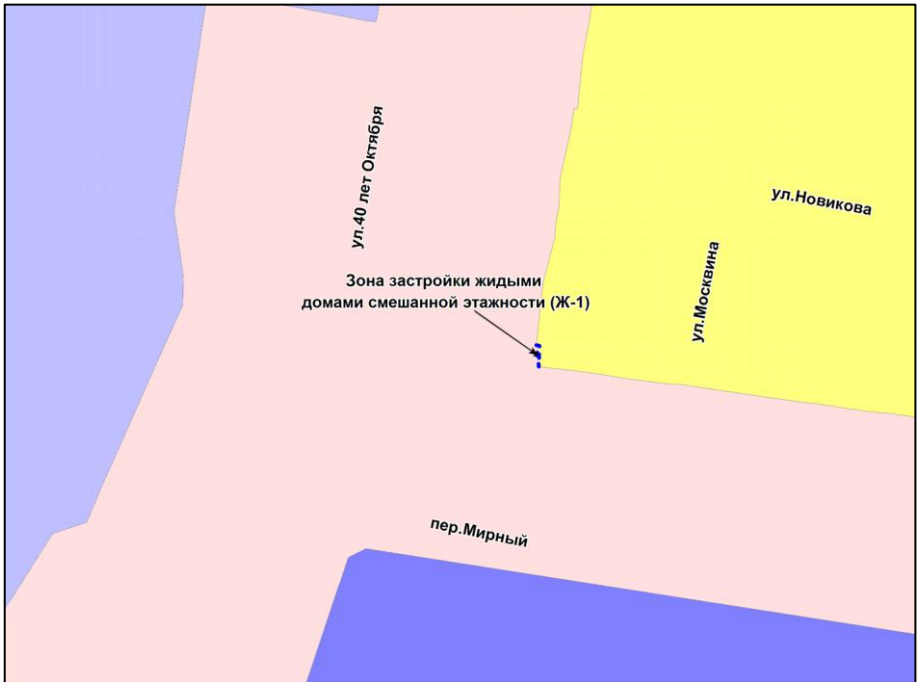 ул.40 лет Октября
ул.Новикова
ул.Москвина
Зона застройки жидыми
домами смешанной этажности (Ж-1)
пер.Мирный